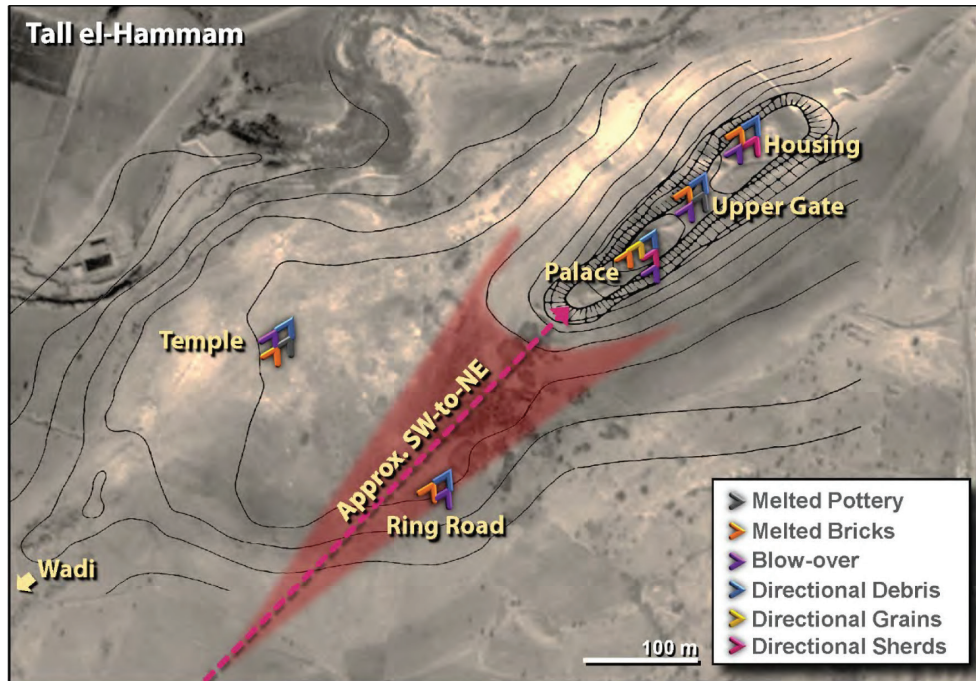 Tall el-Hammam
Housing
Upper Gate
Palace
Temple
Approx. SW-to-NE
Ring Road
Wadi
100 m
Melted Pottery
Melted Bricks
Blow-over
Directional Debris
Directional Grains
Directional Sherds